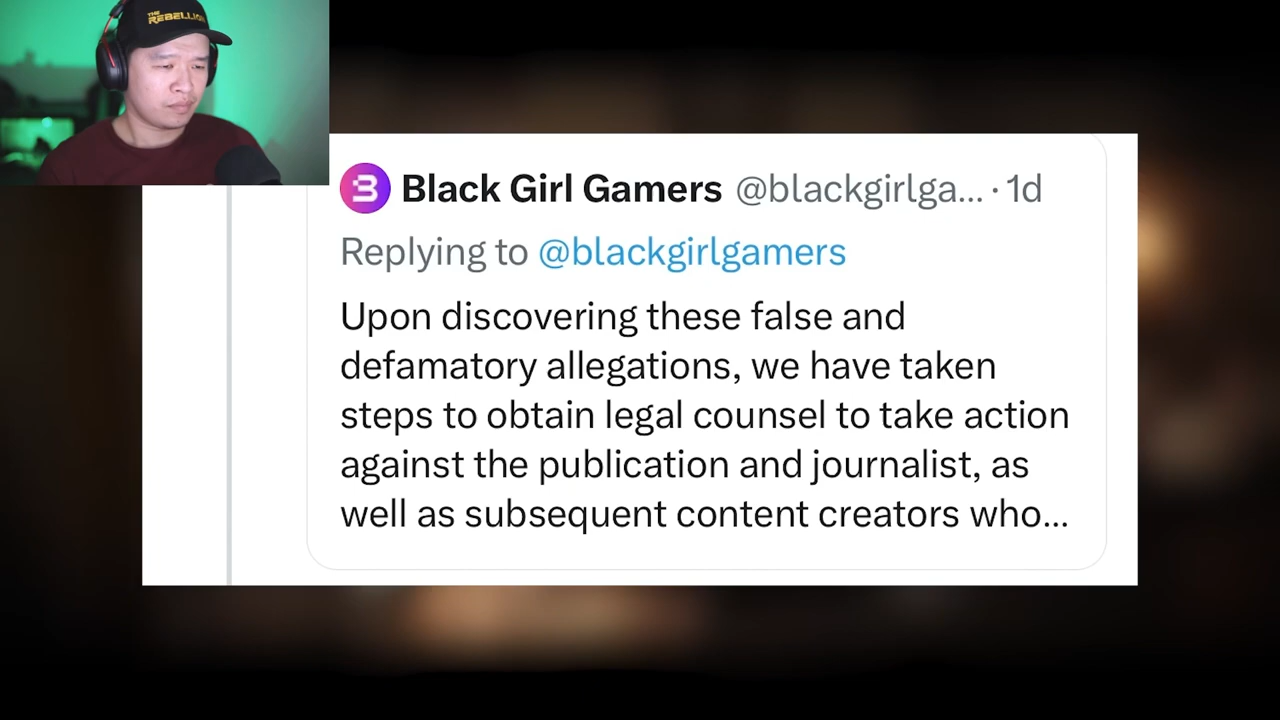 THE
REBELLION
Black Girl Gamers @blackgirlga... · 1d
Replying to @blackgirlgamers
Upon discovering these false and
defamatory allegations, we have taken
steps to obtain legal counsel to take action
against the publication and journalist, as
well as subsequent content creators who...